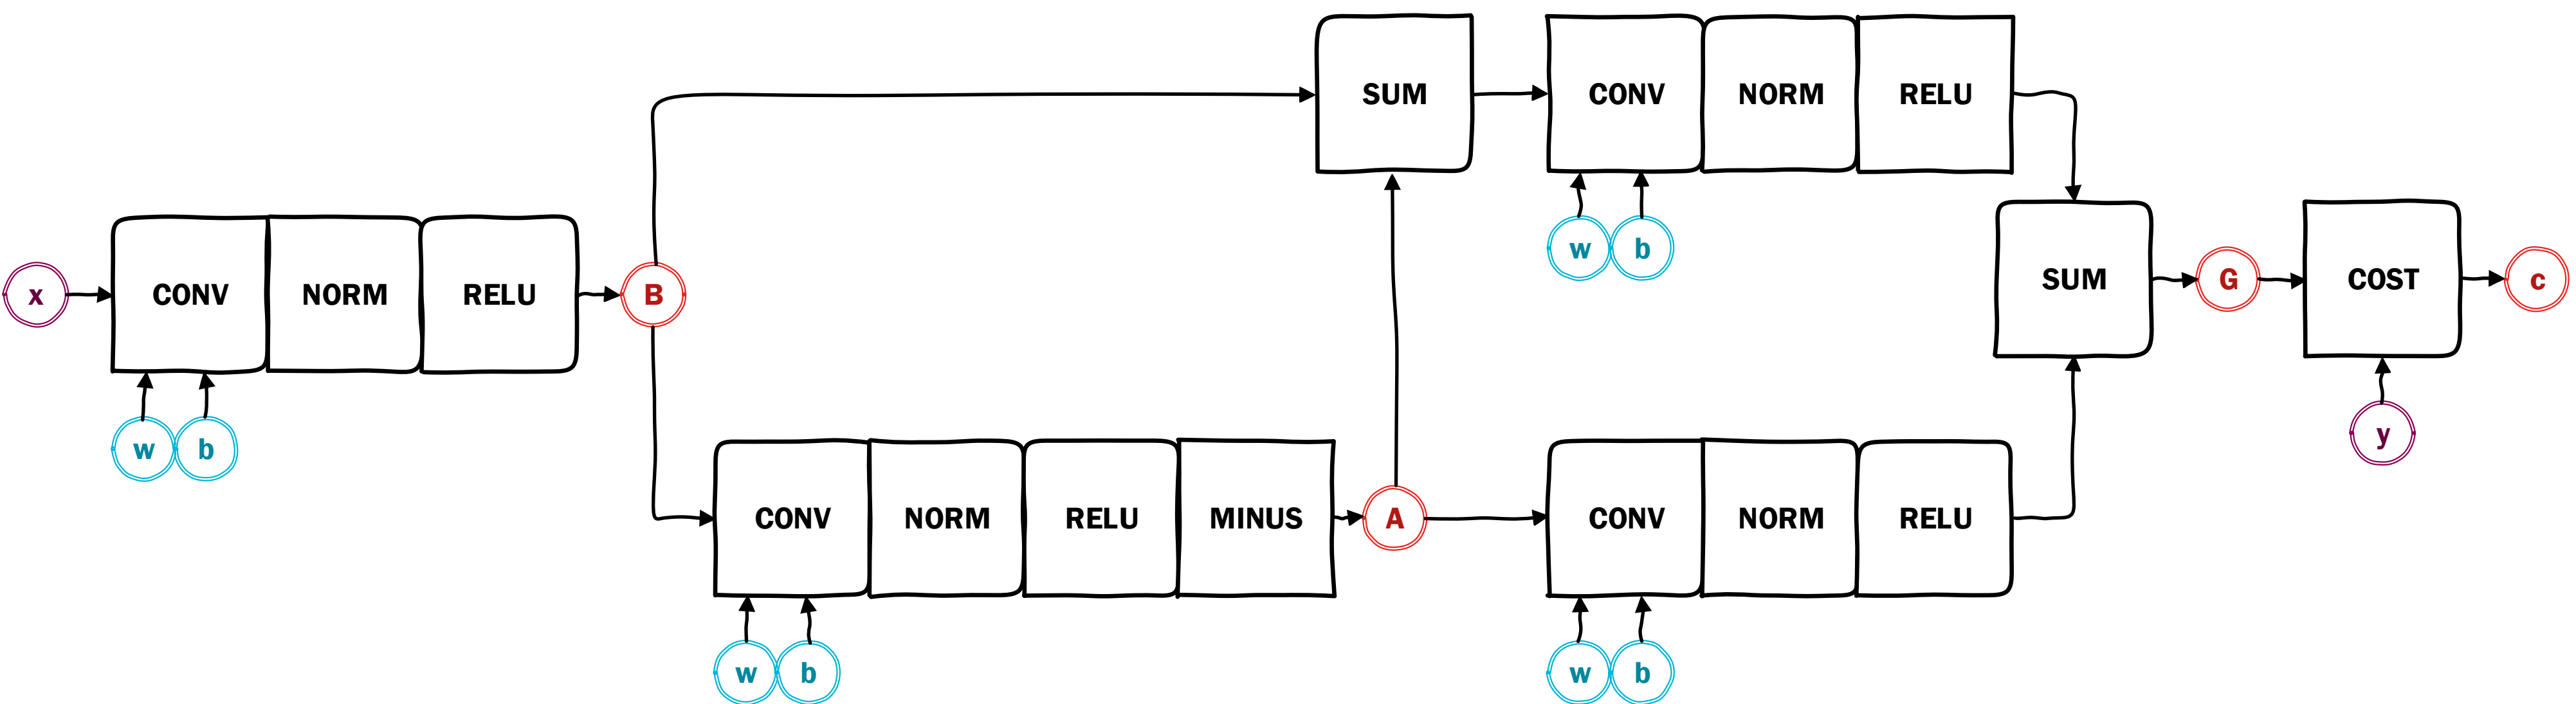 SUM CONV NORM RELU
w b
x CONV NORM RELU B
w b
SUM G COST c
y
CONV NORM RELU MINUS A CONV NORM RELU
w b w b